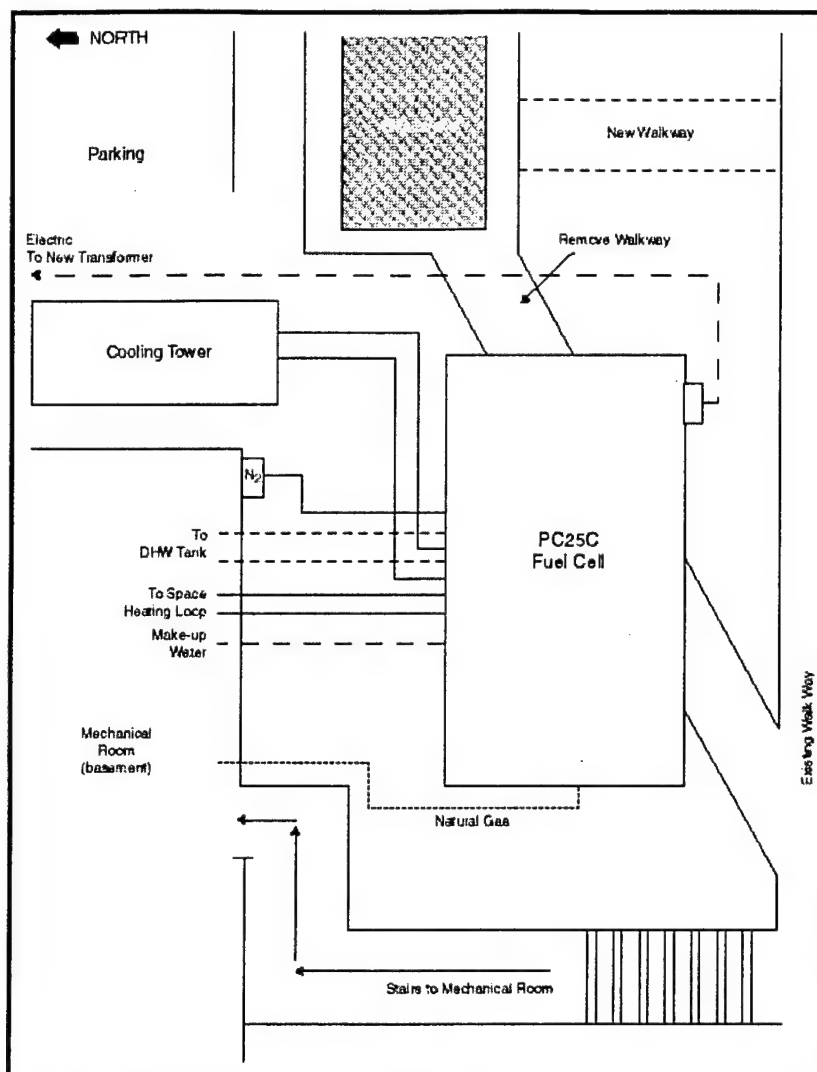 NORTH
Parking
New Walkway
Electric
To New Transformer
Remove Walkway
Cooling Tower
N2
To
DHW Tank
PC25C
Fuel Cell
To Space
Heating Loop
Make-up
Water
Mechanical
Room
(basement)
Existing Walk Way
Natural Gas
Stairs to Mechanical Room